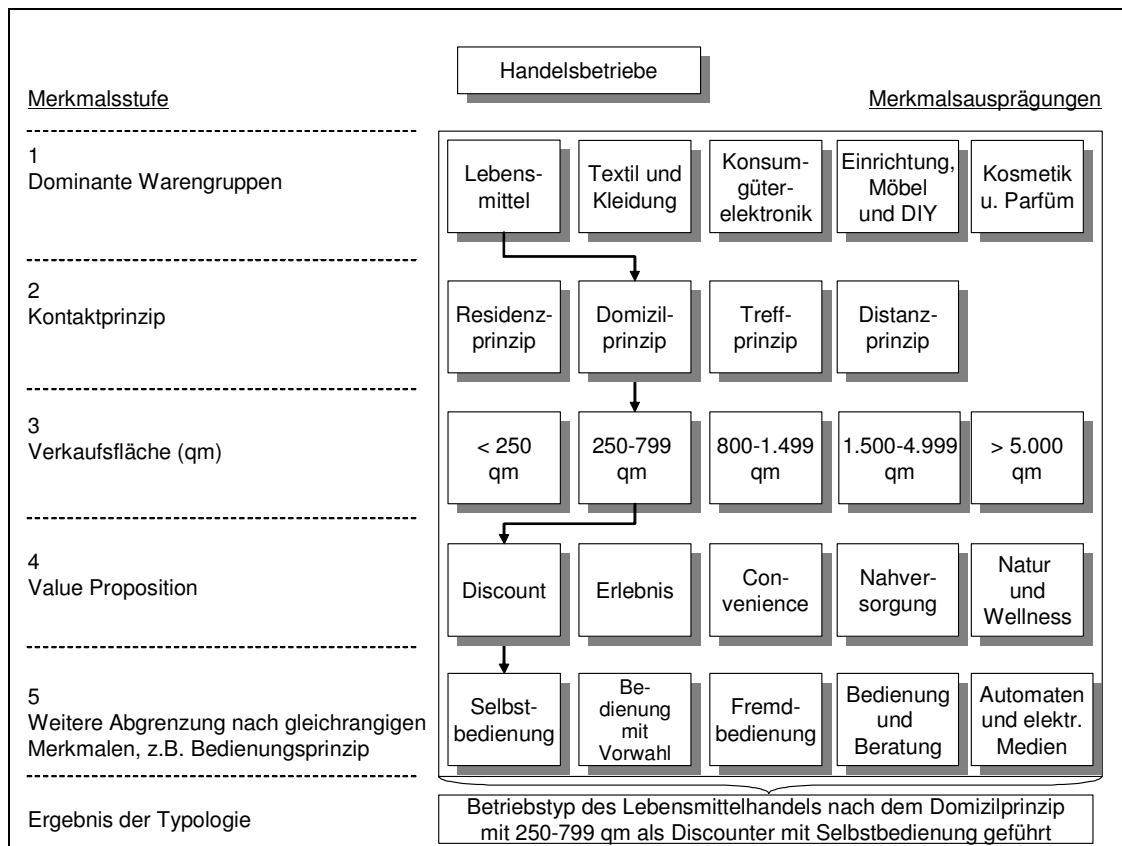 Handelsbetriebe
Merkmalsstufe
Merkmalsausprägungen
1
Dominante Warengruppen
Lebens-
mittel
Textil und
Kleidung
Konsum-
güter-
elektronik
Einrichtung,
Möbel
und DIY
Kosmetik
u. Parfüm
2
Kontaktprinzip
Residenz-
prinzip
Domizil-
prinzip
Treff-
prinzip
Distanz-
prinzip
3
Verkaufsfläche (qm)
< 250
qm
250-799
qm
800-1.499
qm
1.500-4.999
qm
> 5.000
qm
4
Value Proposition
Discount
Erlebnis
Con-
venience
Nahver-
sorgung
Natur
und
Wellness
5
Weitere Abgrenzung nach gleichrangigen
Merkmalen, z.B. Bedienungsprinzip
Selbst-
bedienung
Be-
dienung
mit
Vorwahl
Fremd-
bedienung
Bedienung
und
Beratung
Automaten
und elektr.
Medien
Ergebnis der Typologie
Betriebstyp des Lebensmittelhandels nach dem Domizilprinzip
mit 250-799 qm als Discounter mit Selbstbedienung geführt